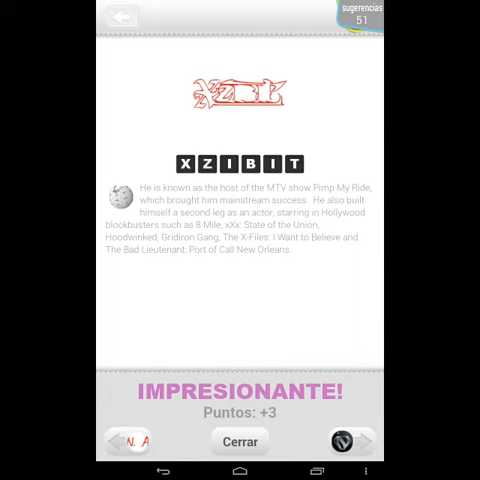 sugerencias
51
XZIBIT
XZIBIT
He is known as the host of the MTV show Pimp My Ride,
which brought him mainstream success. He also built
himself a second leg as an actor, starring in Hollywood
blockbusters such as 8 Mile, xXx: State of the Union,
Hoodwinked, Gridiron Gang, The X-Files: I Want to Believe and
The Bad Lieutenant: Port of Call New Orleans.
IMPRESIONANTE!
Puntos: +3
N. A
Cerrar